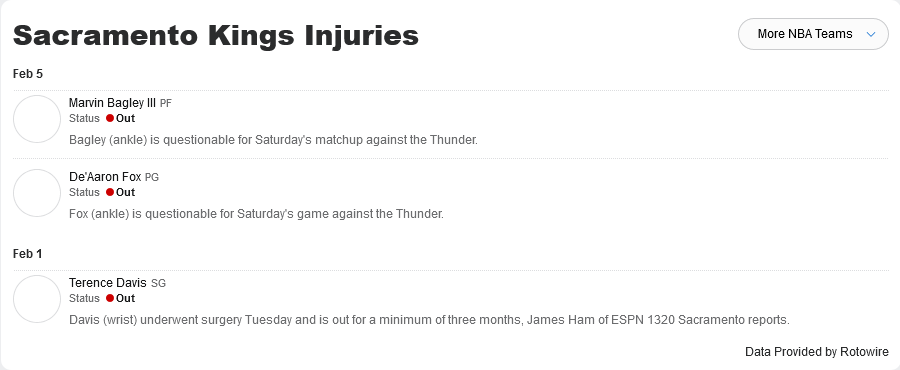 Sacramento Kings Injuries
More NBA Teams
Feb 5
Marvin Bagley III PF
Status Out
Bagley (ankle) is questionable for Saturday's matchup against the Thunder.
De'Aaron Fox PG
Status Out
Fox (ankle) is questionable for Saturday's game against the Thunder.
Feb 1
Terence Davis SG
Status Out
Davis (wrist) underwent surgery Tuesday and is out for a minimum of three months, James Ham of ESPN 1320 Sacramento reports.
Data Provided by Rotowire